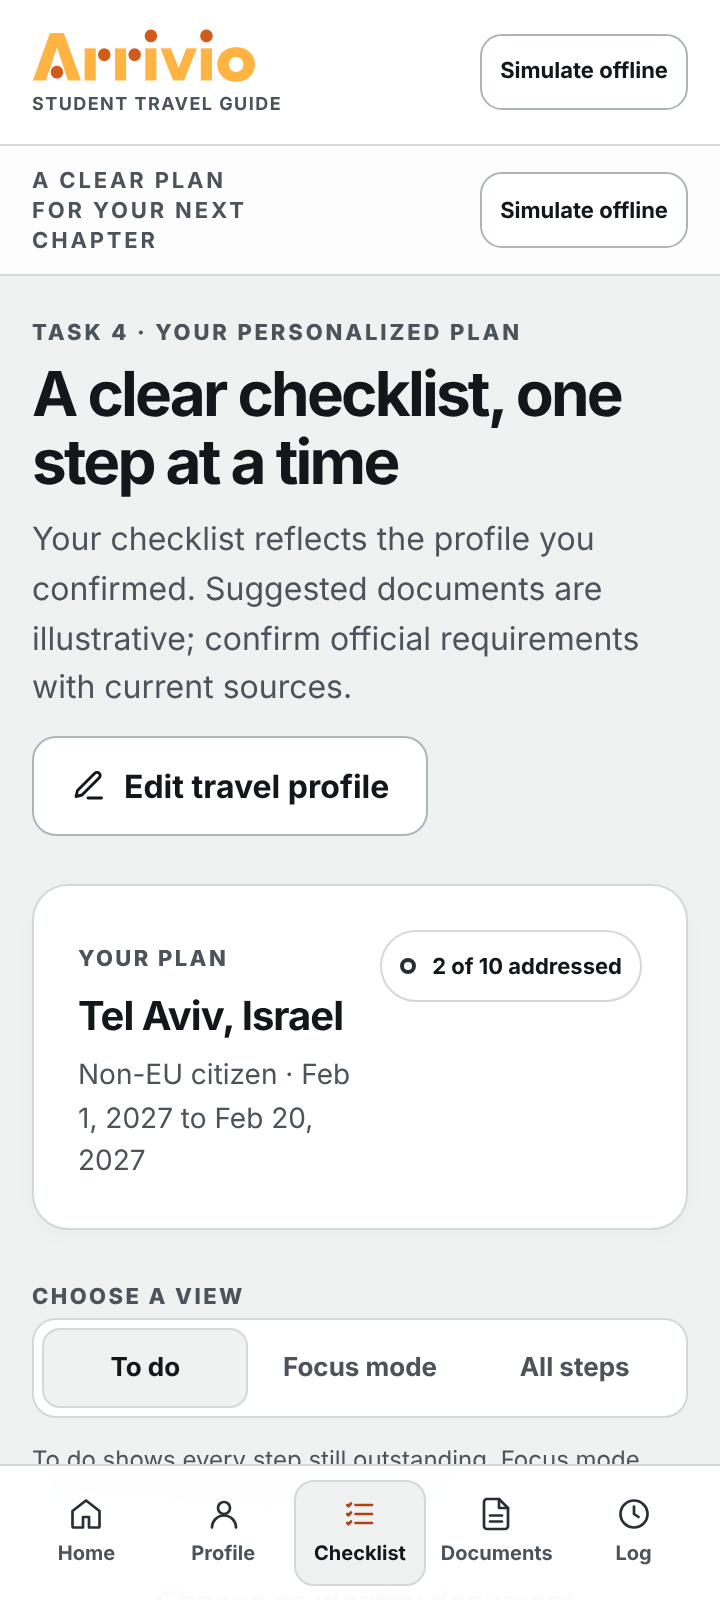 Arrivio
STUDENT TRAVEL GUIDE
Simulate offline
A CLEAR PLAN
FOR YOUR NEXT
CHAPTER
Simulate offline
TASK 4 · YOUR PERSONALIZED PLAN
A clear checklist, one
step at a time
Your checklist reflects the profile you
confirmed. Suggested documents are
illustrative; confirm official requirements
with current sources.
Edit travel profile
YOUR PLAN
2 of 10 addressed
Tel Aviv, Israel
Non-EU citizen · Feb
1, 2027 to Feb 20,
2027
CHOOSE A VIEW
To do
Focus mode
All steps
To do shows every step still outstanding. Focus mode
Home
Profile
Checklist
Documents
Log